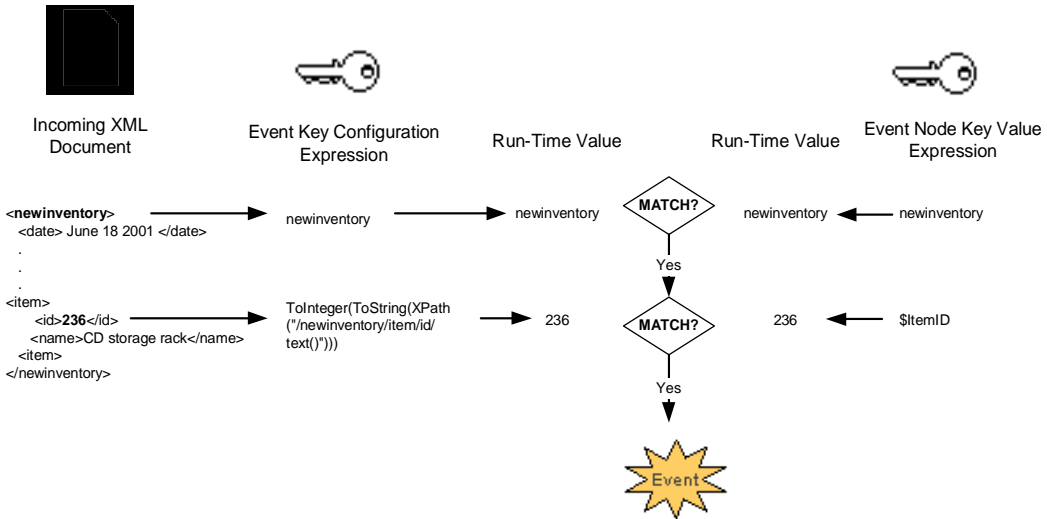 Incoming XML
Document
Event Key Configuration
Expression
Run-Time Value
Run-Time Value
Event Node Key Value
Expression
<newinventory>
<date> June 18 2001 </date>
.
.
.
<item>
<id>236</id>
<name>CD storage rack</name>
<item>
</newinventory>
newinventory
ToInteger(ToString(XPath
("/newinventory/item/id/
text()")))
newinventory
236
MATCH?
Yes
MATCH?
Yes
Event
newinventory
236
newinventory
$ItemID